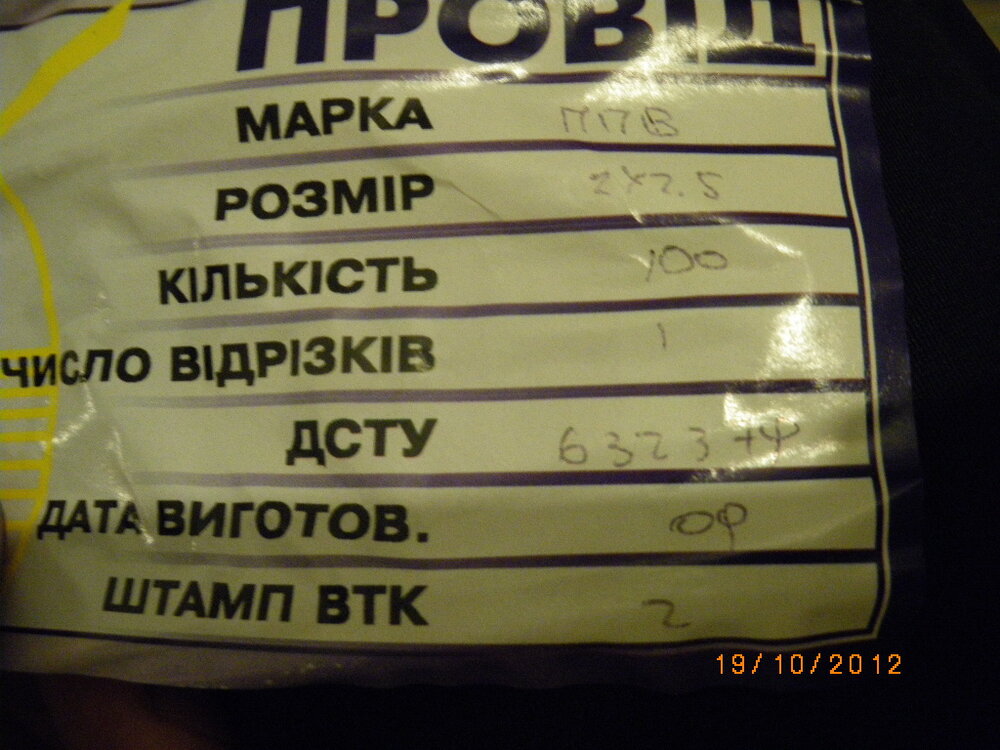 ПРОВІД
МАРКА ППВ
РОЗМІР 2х2.5
КІЛЬКІСТЬ 100
ЧИСЛО ВІДРІЗКІВ 1
ДСТУ
ДАТА ВИГОТОВ.
ШТАМП ВТК 2
19/10/2012